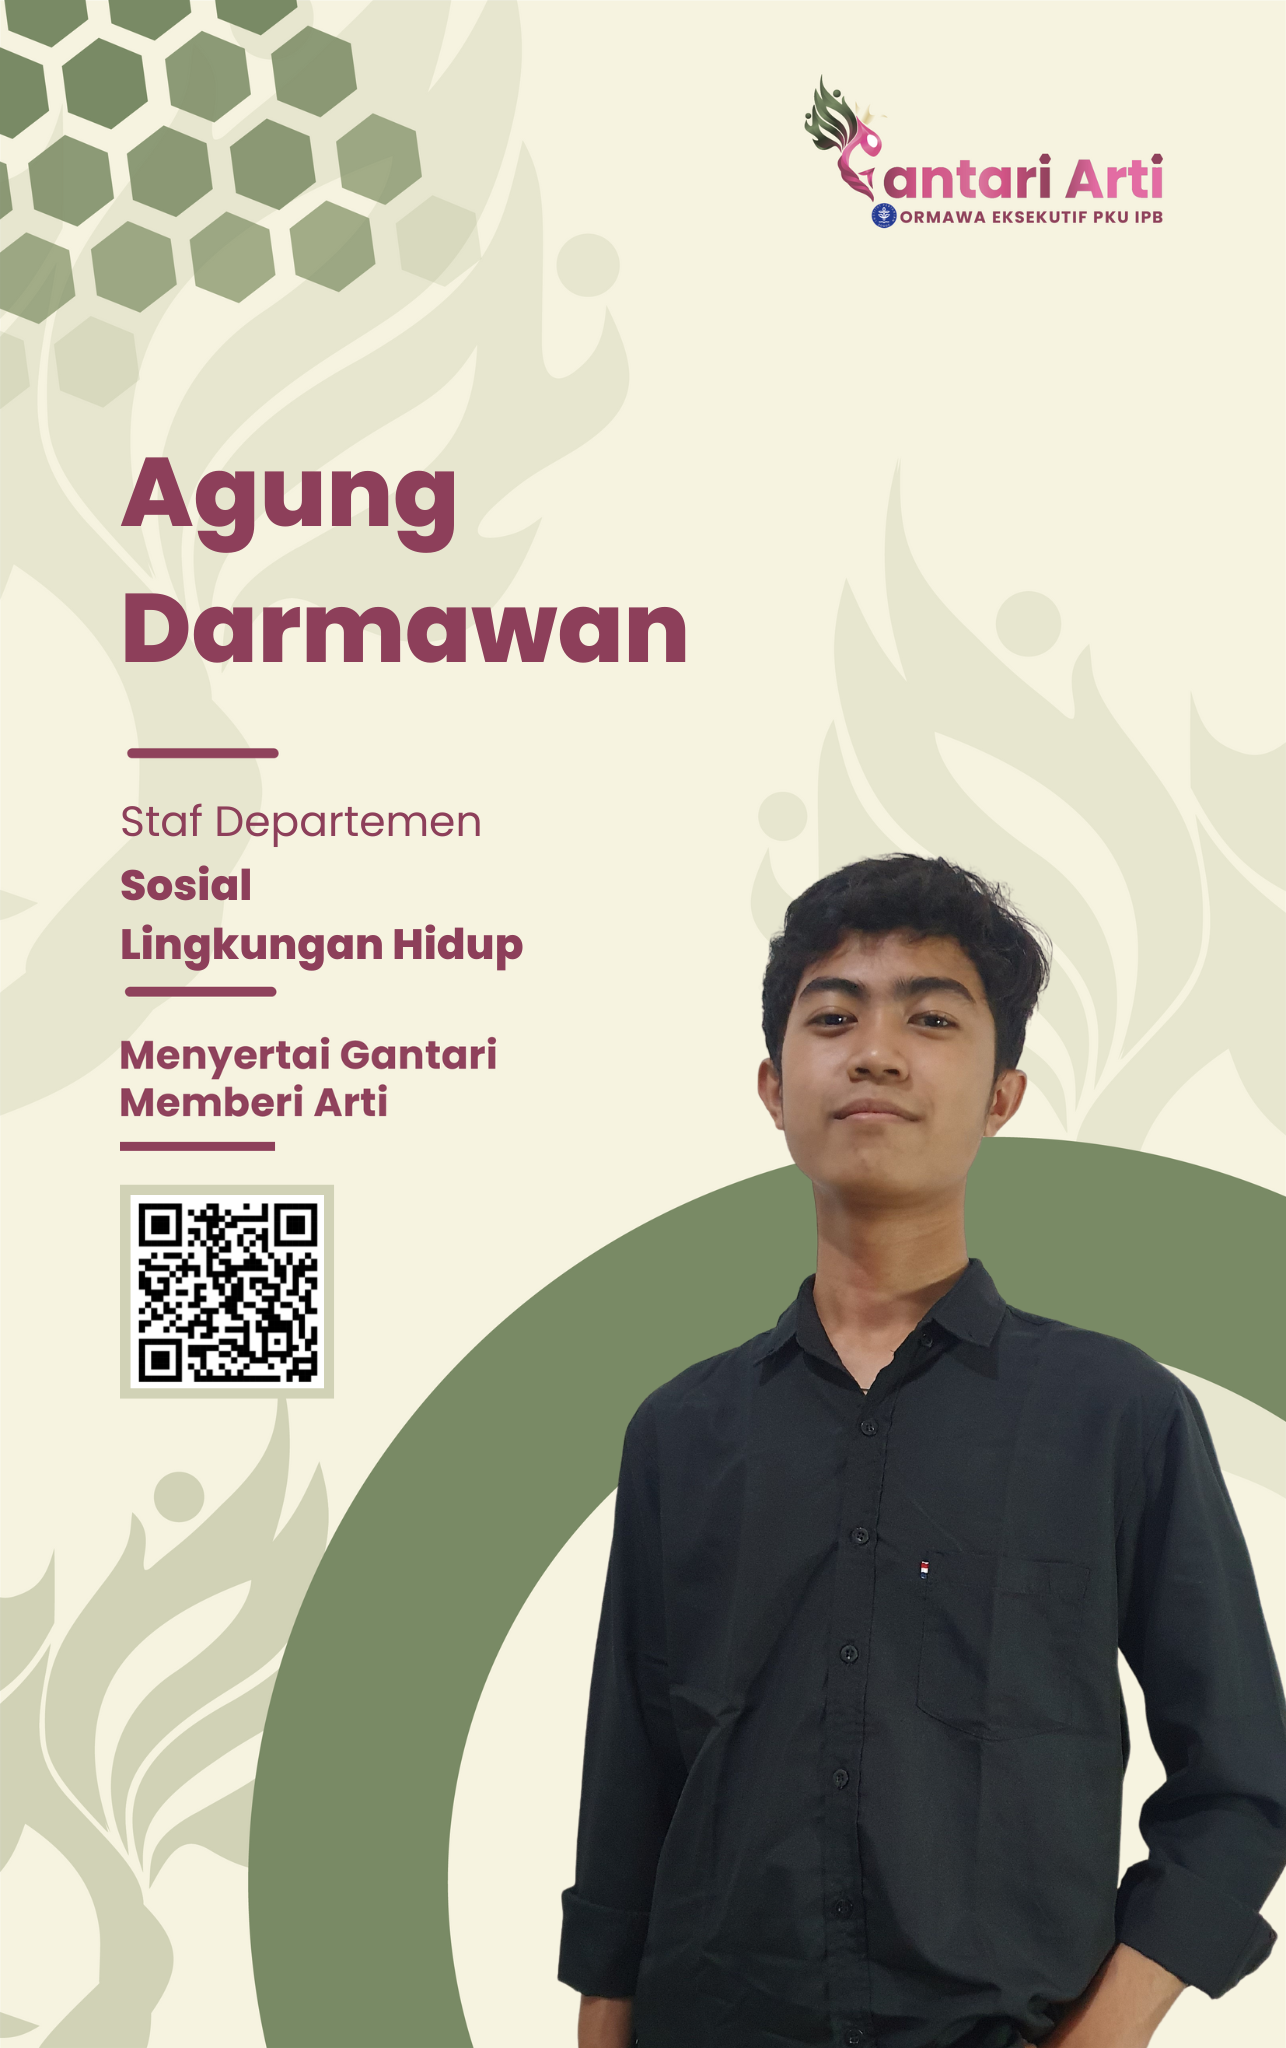 Gantari Arti
ORMAWA EKSEKUTIF PKU IPB
Agung
Darmawan
Staf Departemen
Sosial
Lingkungan Hidup
Menyertai Gantari
Memberi Arti